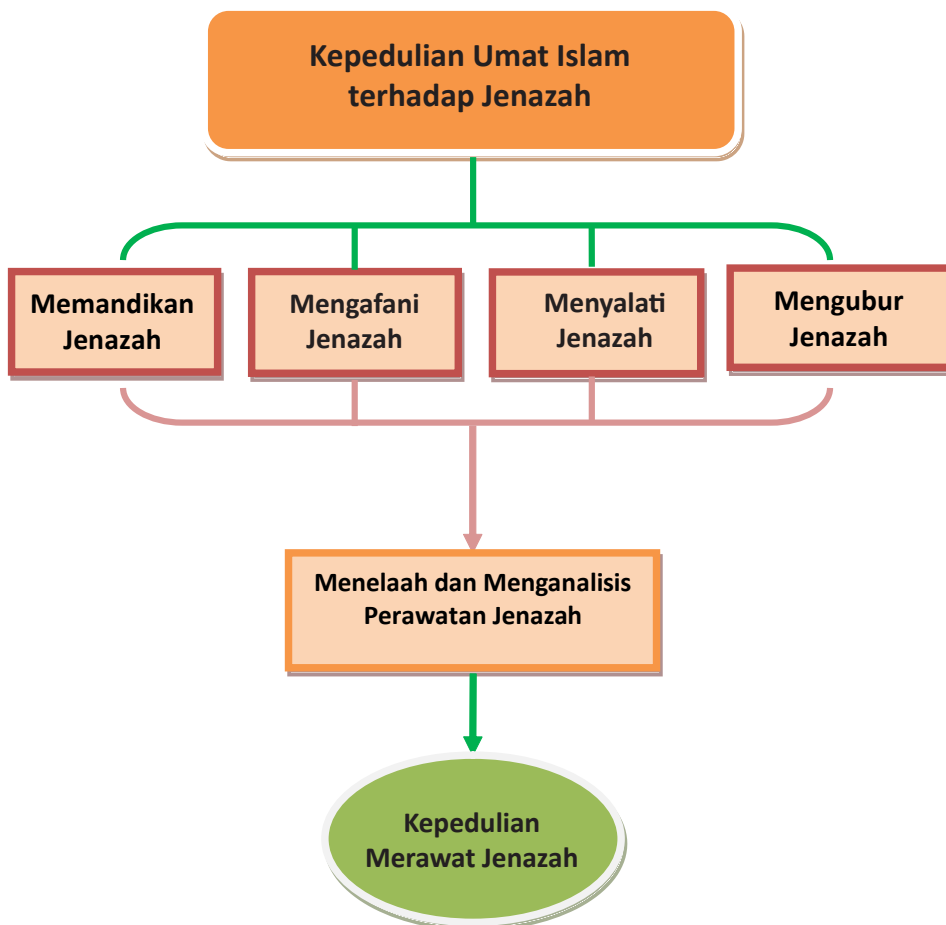 Kepedulian Umat Islam
terhadap Jenazah
Memandikan
Jenazah
Mengafani
Jenazah
Menyalati
Jenazah
Mengubur
Jenazah
Menelaah dan Menganalisis
Perawatan Jenazah
Kepedulian
Merawat Jenazah